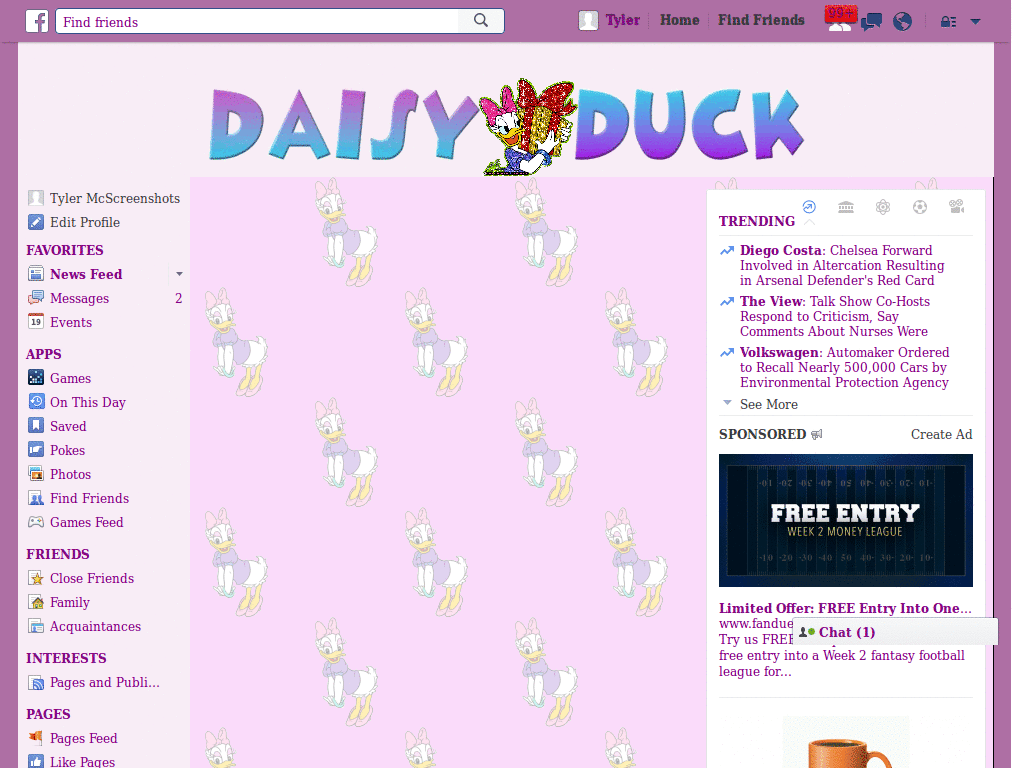 Find friends
Tyler
Home
Find Friends
99+
DAISY DUCK
Tyler McScreenshots
Edit Profile
FAVORITES
News Feed
Messages 2
19 Events
APPS
Games
On This Day
Saved
Pokes
Photos
Find Friends
Games Feed
FRIENDS
Close Friends
Family
Acquaintances
INTERESTS
Pages and Publi...
PAGES
Pages Feed
Like Pages
TRENDING
Diego Costa: Chelsea Forward
Involved in Altercation Resulting
in Arsenal Defender's Red Card
The View: Talk Show Co-Hosts
Respond to Criticism, Say
Comments About Nurses Were
Volkswagen: Automaker Ordered
to Recall Nearly 500,000 Cars by
Environmental Protection Agency
See More
SPONSORED Create Ad
-10 20- -30 40- 50 -40 30- -20 10-
FREE ENTRY
WEEK 2 MONEY LEAGUE
-10 20- -30 40- 50 -40 30- 20- 10-
Limited Offer: FREE Entry Into One...
www.fandue
Try us FREE
Chat (1)
free entry into a Week 2 fantasy football
league for...